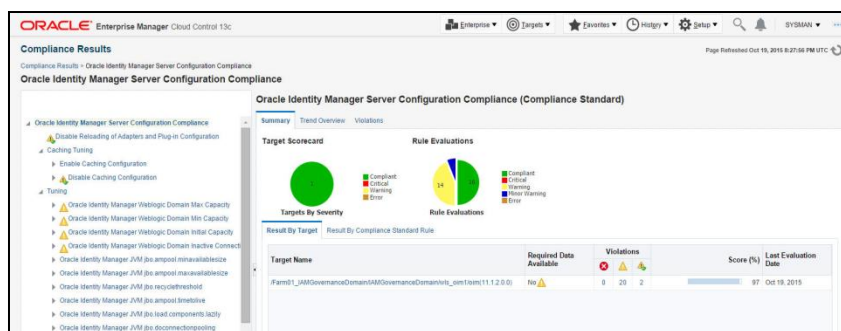 ORACLE® Enterprise Manager Cloud Control 13c
Enterprise
Targets
Favorites
History
Setup
SYSMAN
Compliance Results
Page Refreshed Oct 19, 2015 8:27:56 PM UTC
Compliance Results > Oracle Identity Manager Server Configuration Compliance
Oracle Identity Manager Server Configuration Compliance
Oracle Identity Manager Server Configuration Compliance
Disable Reloading of Adapters and Plug-in Configuration
Caching Tuning
Enable Caching Configuration
Disable Caching Configuration
Tuning
Oracle Identity Manager Weblogic Domain Max Capacity
Oracle Identity Manager Weblogic Domain Min Capacity
Oracle Identity Manager Weblogic Domain Initial Capacity
Oracle Identity Manager Weblogic Domain Inactive Connecti
Oracle Identity Manager JVM jbo.ampool.minavailablesize
Oracle Identity Manager JVM jbo.ampool.maxavailablesize
Oracle Identity Manager JVM jbo.recyclethreshold
Oracle Identity Manager JVM jbo.ampool.timetolive
Oracle Identity Manager JVM jbo.load.components.lazily
Oracle Identity Manager JVM jbo.doconnectionpooling
Oracle Identity Manager Server Configuration Compliance (Compliance Standard)
Summary
Trend Overview
Violations
Target Scorecard
1
Compliant
Critical
Warning
Error
Targets By Severity
Rule Evaluations
14
16
Compliant
Critical
Warning
Minor Warning
Error
Rule Evaluations
Result By Target
Result By Compliance Standard Rule
Target Name
Required Data Available
Violations
Score (%)
Last Evaluation Date
/Farm01_IAMGovernanceDomain/IAMGovernanceDomain/wls_oim1/oim(11.1.2.0.0)
No
0
20
2
97
Oct 19, 2015